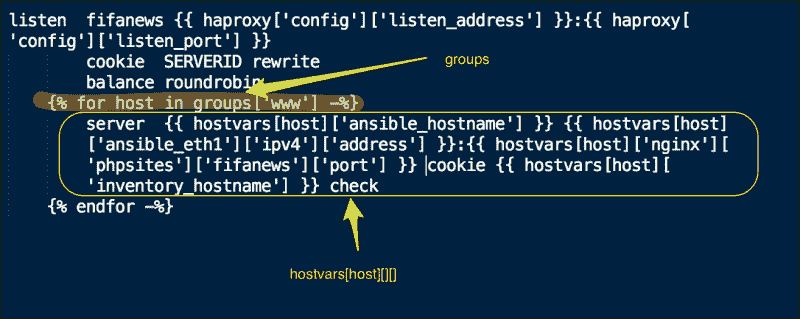 listen  fifanews {{ haproxy['config']['listen_address'] }}:{{ haproxy[
'config']['listen_port'] }}
cookie  SERVERID rewrite
balance roundrobin
groups
{% for host in groups['www'] -%}
server  {{ hostvars[host]['ansible_hostname'] }} {{ hostvars[host]
['ansible_eth1']['ipv4']['address'] }}:{{ hostvars[host]['nginx'][
'phpsites']['fifanews']['port'] }} cookie {{ hostvars[host][
'inventory_hostname'] }} check
{% endfor -%}
hostvars[host][][]